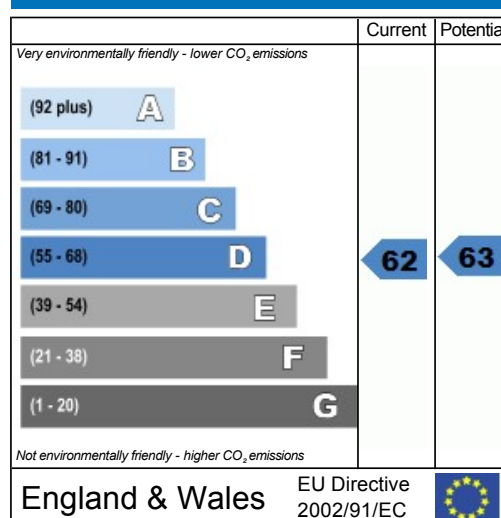 Current Potentia
Very environmentally friendly - lower CO₂ emissions
(92 plus) A
(81 - 91) B
(69 - 80) C
(55 - 68) D 62 63
(39 - 54) E
(21 - 38) F
(1 - 20) G
Not environmentally friendly - higher CO₂ emissions
England & Wales EU Directive
2002/91/EC